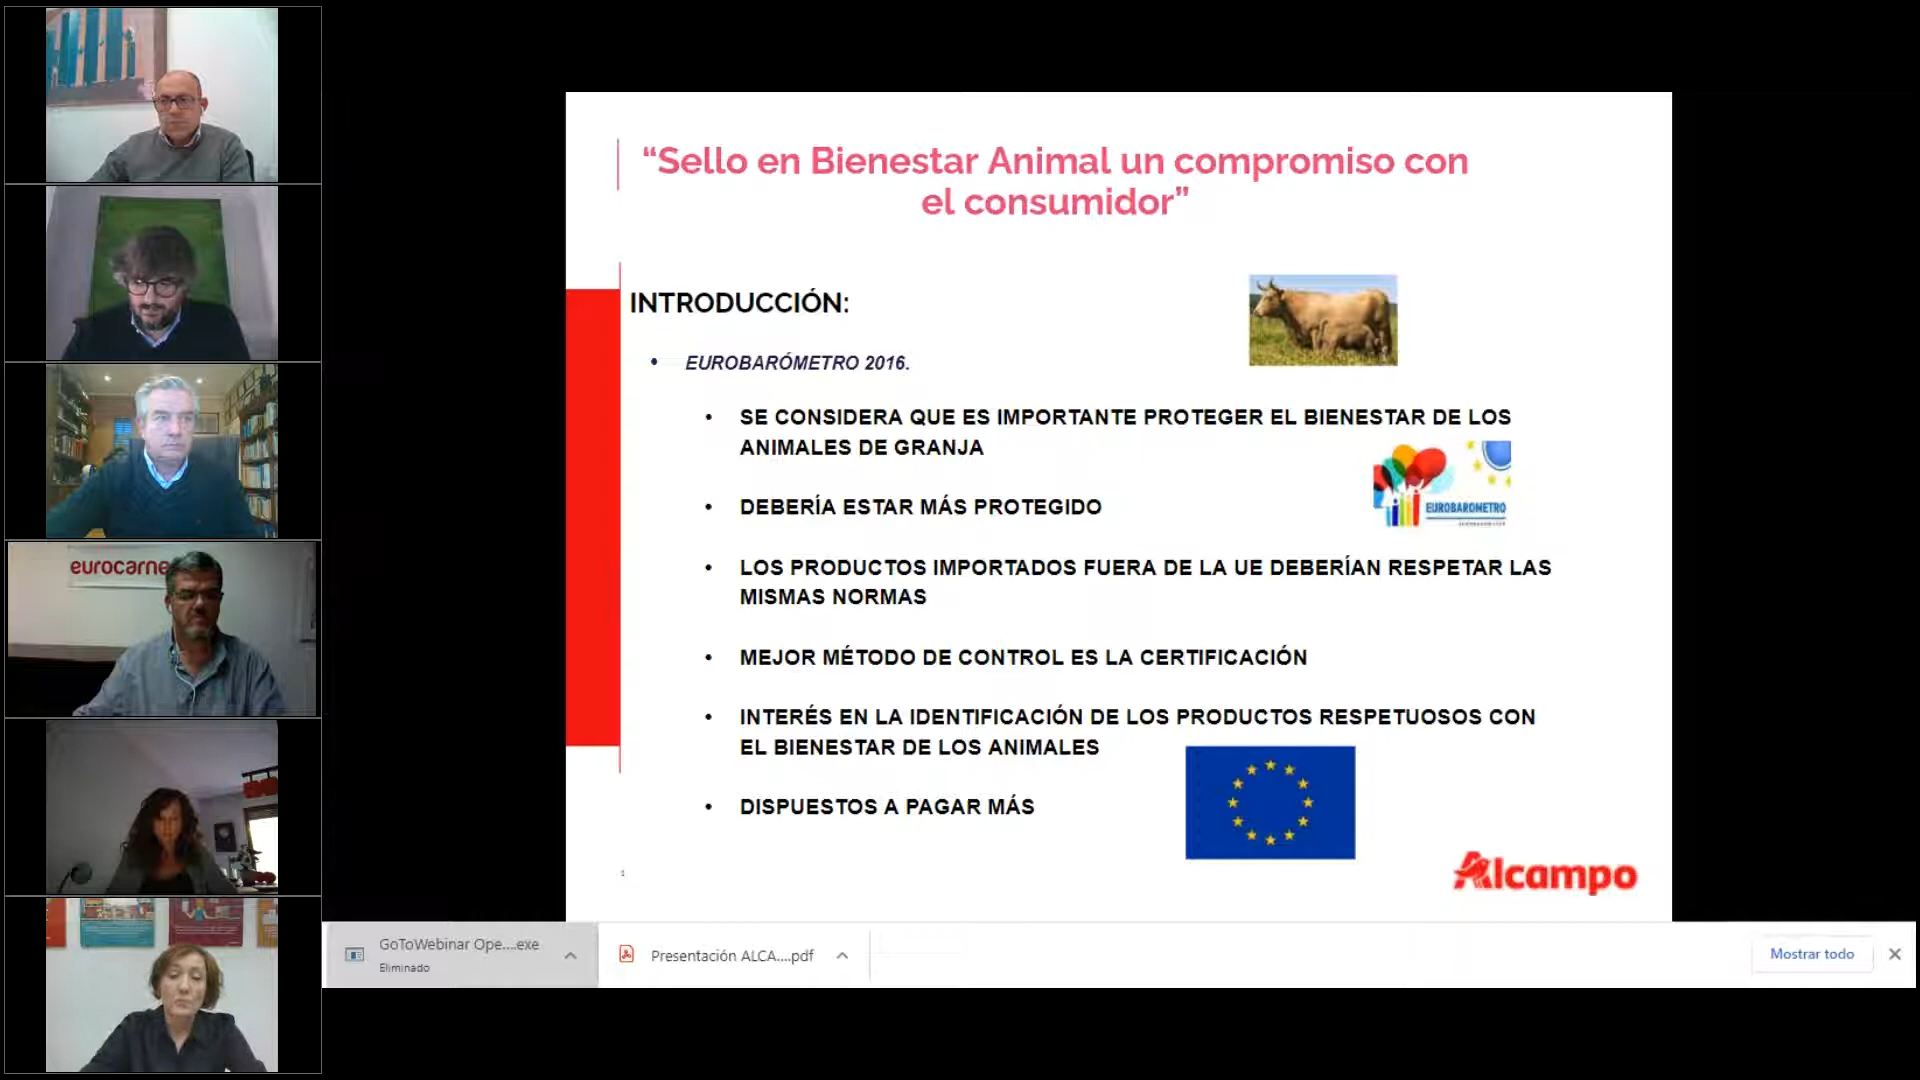 eurocarne
“Sello en Bienestar Animal un compromiso con
el consumidor”
INTRODUCCIÓN:
• EUROBARÓMETRO 2016.
• SE CONSIDERA QUE ES IMPORTANTE PROTEGER EL BIENESTAR DE LOS
ANIMALES DE GRANJA
• DEBERÍA ESTAR MÁS PROTEGIDO
EUROBAROMETRO
• LOS PRODUCTOS IMPORTADOS FUERA DE LA UE DEBERÍAN RESPETAR LAS
MISMAS NORMAS
• MEJOR MÉTODO DE CONTROL ES LA CERTIFICACIÓN
• INTERÉS EN LA IDENTIFICACIÓN DE LOS PRODUCTOS RESPETUOSOS CON
EL BIENESTAR DE LOS ANIMALES
• DISPUESTOS A PAGAR MÁS
Alcampo
GoToWebinar Ope....exe
Eliminado
Presentación ALCA....pdf
Mostrar todo